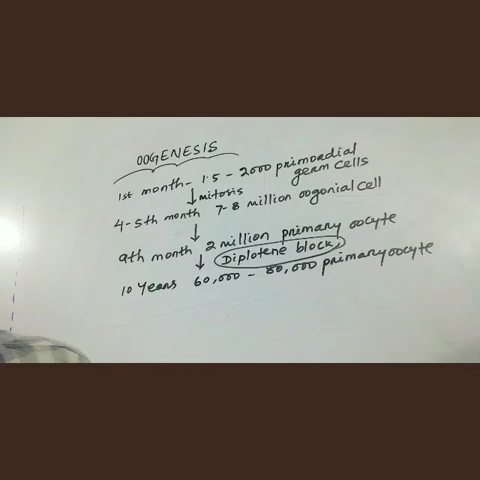 OOGENESIS
1st month - 1.5 - 2000 primordial germ cells
↓ mitosis
4-5th month 7-8 million oogonial cell
↓
9th month 2 million primary oocyte
↓ Diplotene block
10 Years 60,000 - 80,000 primary oocyte